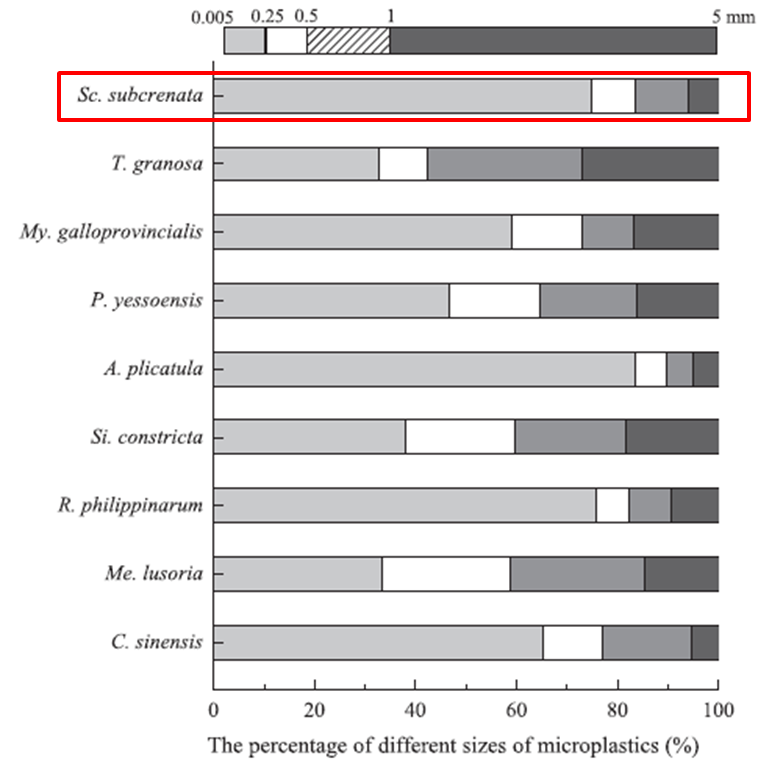 0.005 0.25 0.5 1 5 mm
Sc. subcrenata
T. granosa
My. galloprovincialis
P. yessoensis
A. plicatula
Si. constricta
R. philippinarum
Me. lusoria
C. sinensis
0 20 40 60 80 100
The percentage of different sizes of microplastics (%)